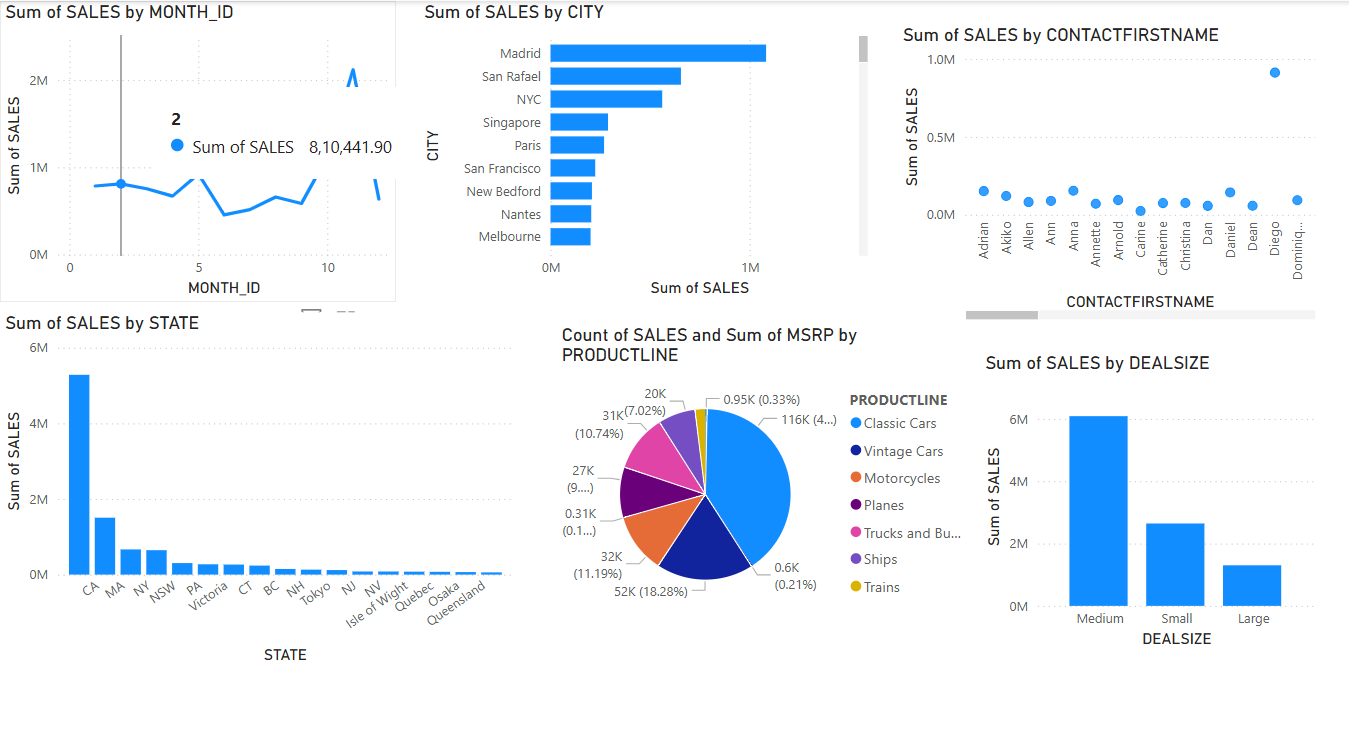 Sum of SALES by MONTH_ID
Sum of SALES
2M
1M
0M
0
5
10
MONTH_ID
2
Sum of SALES 8,10,441.90
Sum of SALES by CITY
CITY
Madrid
San Rafael
NYC
Singapore
Paris
San Francisco
New Bedford
Nantes
Melbourne
0M
1M
Sum of SALES
Sum of SALES by CONTACTFIRSTNAME
Sum of SALES
1.0M
0.5M
0.0M
Adrian
Akiko
Allen
Ann
Anna
Annette
Arnold
Carine
Catherine
Christina
Dan
Daniel
Dean
Diego
Dominiq...
CONTACTFIRSTNAME
Sum of SALES by STATE
Sum of SALES
6M
4M
2M
0M
CA
MA
NY
NSW
PA
Victoria
CT
BC
NH
Tokyo
NJ
NV
Isle of Wight
Quebec
Osaka
Queensland
STATE
Count of SALES and Sum of MSRP by
PRODUCTLINE
20K
(7.02%)
0.95K (0.33%)
116K (4...)
31K
(10.74%)
27K
(9....)
0.31K
(0.1...)
32K
(11.19%)
52K (18.28%)
0.6K
(0.21%)
PRODUCTLINE
Classic Cars
Vintage Cars
Motorcycles
Planes
Trucks and Bu...
Ships
Trains
Sum of SALES by DEALSIZE
Sum of SALES
6M
4M
2M
0M
Medium
Small
Large
DEALSIZE